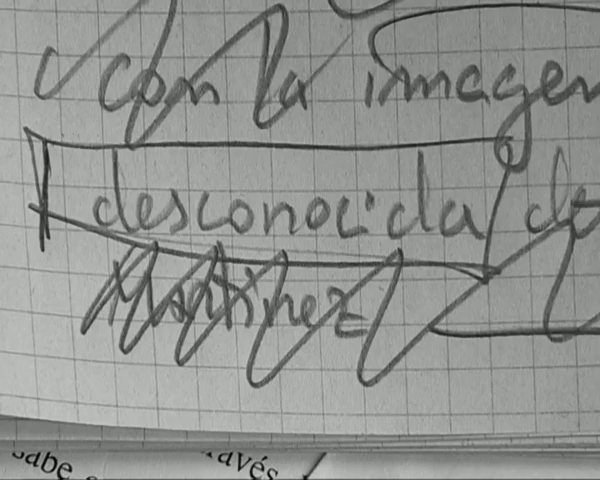 con la imagen
desconocida de
Martínez
sabe
avés